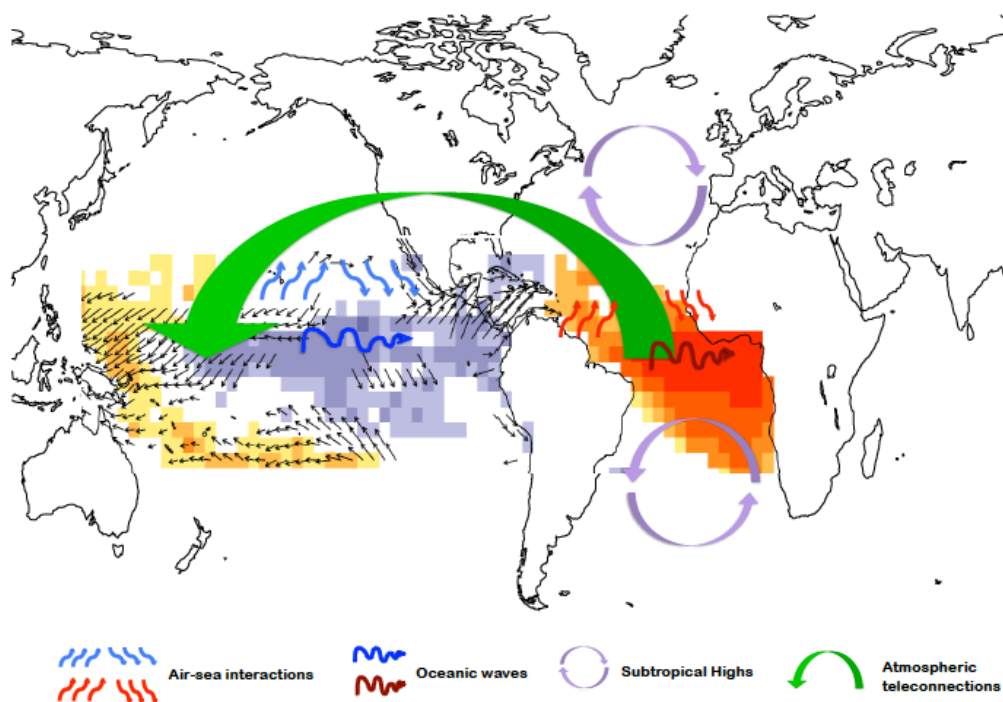 Air-sea interactions
Oceanic waves
Subtropical Highs
Atmospheric
teleconnections